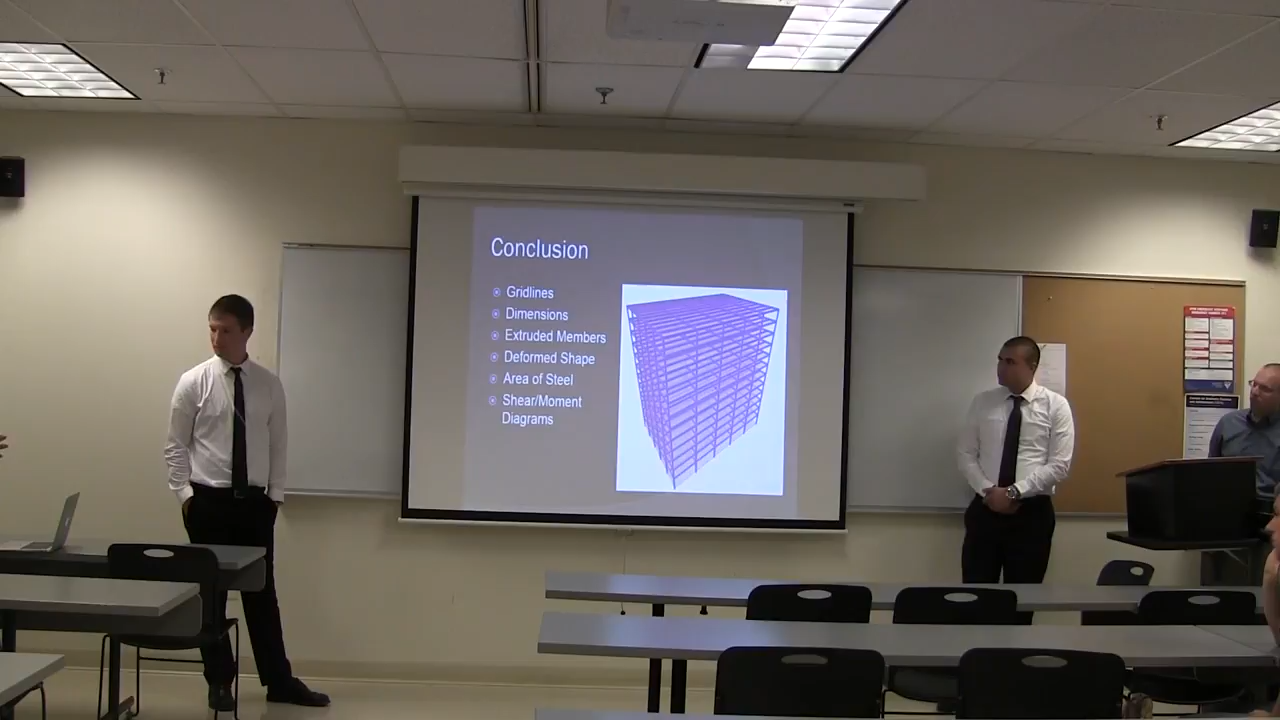 Conclusion
Gridlines
Dimensions
Extruded Members
Deformed Shape
Area of Steel
Shear/Moment
Diagrams